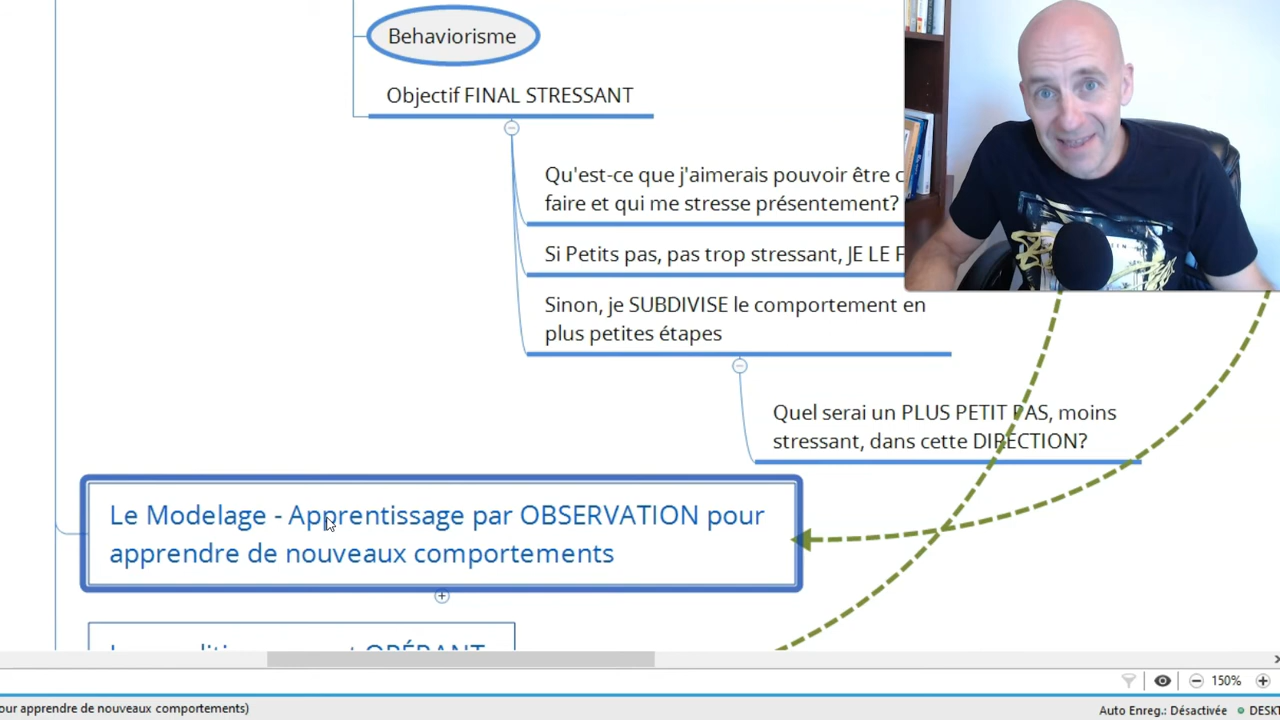 Behaviorisme
Objectif FINAL STRESSANT
Qu'est-ce que j'aimerais pouvoir être
faire et qui me stresse présentement?
Si Petits pas, pas trop stressant, JE LE
Sinon, je SUBDIVISE le comportement en
plus petites étapes
Quel serai un PLUS PETIT PAS, moins
stressant, dans cette DIRECTION?
Le Modelage - Apprentissage par OBSERVATION pour
apprendre de nouveaux comportements
OPÉRANT
150%
our apprendre de nouveaux comportements)
Auto Enreg.: Désactivée
DESKT